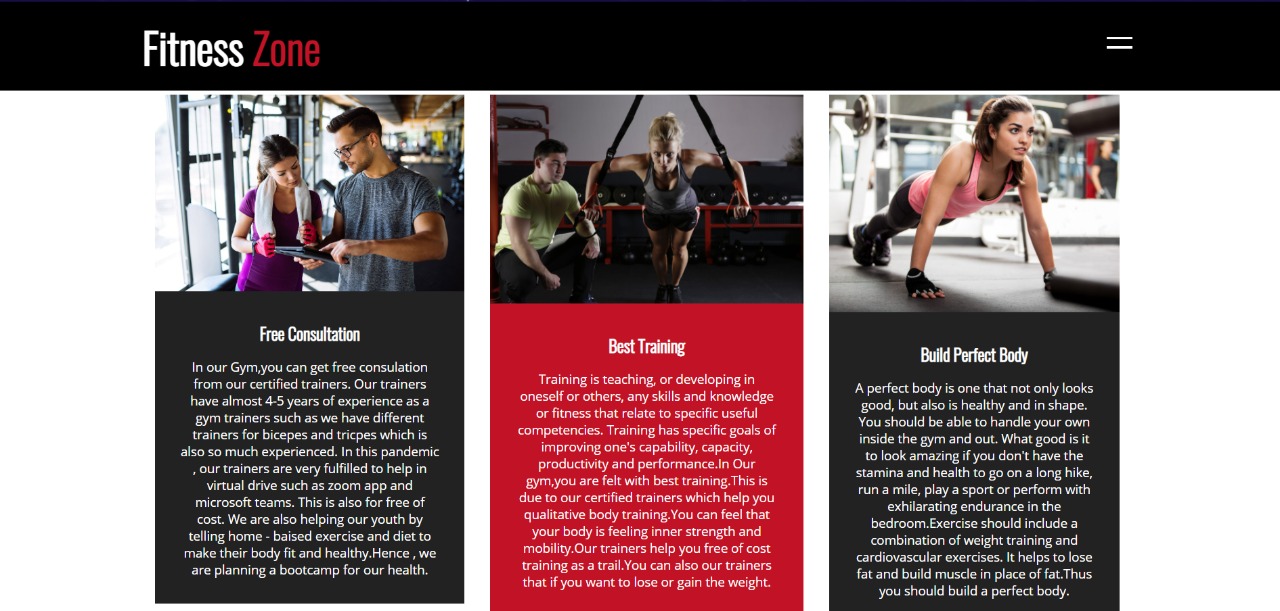 Fitness Zone
Free Consultation
In our Gym,you can get free consulation
from our certified trainers. Our trainers
have almost 4-5 years of experience as a
gym trainers such as we have different
trainers for bicepes and tricpes which is
also so much experienced. In this pandemic
, our trainers are very fulfilled to help in
virtual drive such as zoom app and
microsoft teams. This is also for free of
cost. We are also helping our youth by
telling home - baised exercise and diet to
make their body fit and healthy.Hence , we
are planning a bootcamp for our health.
Best Training
Training is teaching, or developing in
oneself or others, any skills and knowledge
or fitness that relate to specific useful
competencies. Training has specific goals of
improving one's capability, capacity,
productivity and performance.In Our
gym,you are felt with best training.This is
due to our certified trainers which help you
qualitative body training.You can feel that
your body is feeling inner strength and
mobility.Our trainers help you free of cost
training as a trail.You can also our trainers
that if you want to lose or gain the weight.
Build Perfect Body
A perfect body is one that not only looks
good, but also is healthy and in shape.
You should be able to handle your own
inside the gym and out. What good is it
to look amazing if you don't have the
stamina and health to go on a long hike,
run a mile, play a sport or perform with
exhilarating endurance in the
bedroom.Exercise should include a
combination of weight training and
cardiovascular exercises. It helps to lose
fat and build muscle in place of fat.Thus
you should build a perfect body.